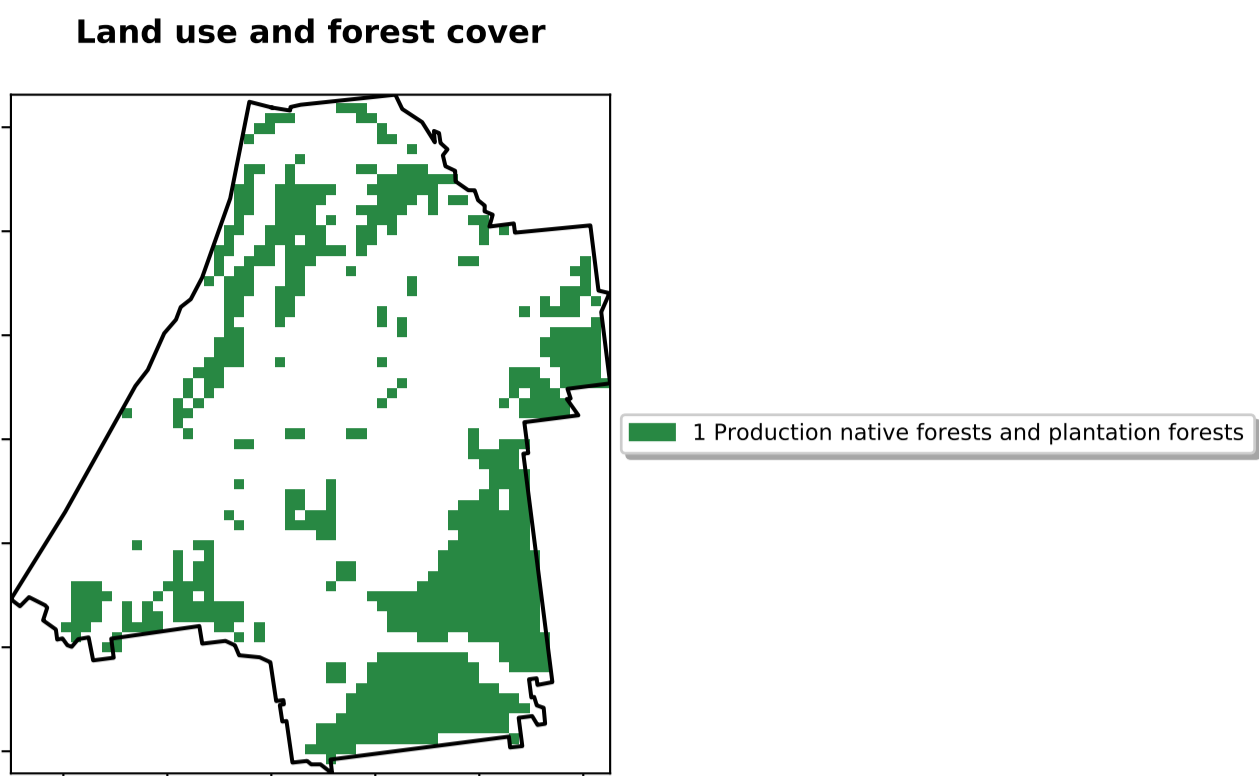 Land use and forest cover
1 Production native forests and plantation forests